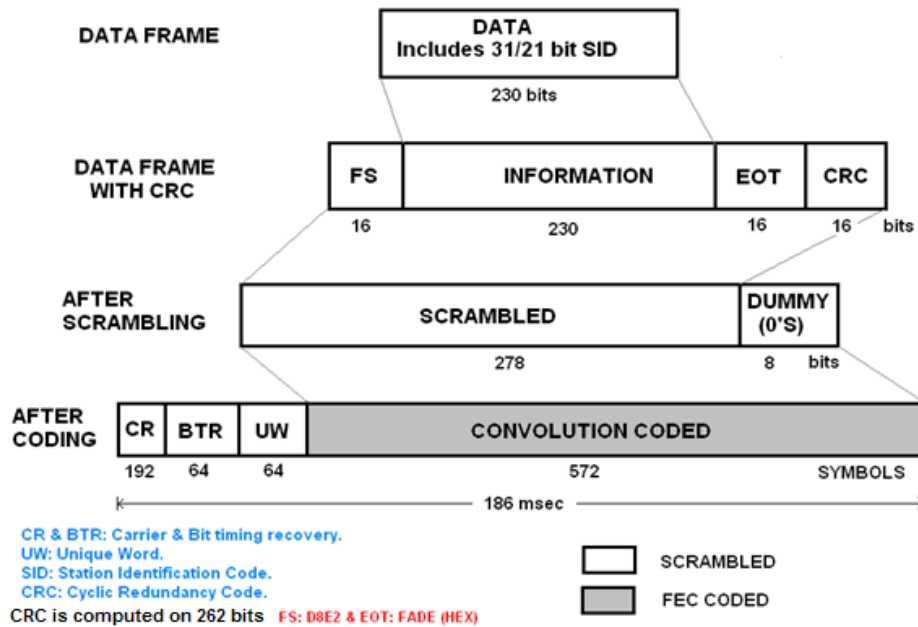 DATA FRAME
DATA
Includes 31/21 bit SID
230 bits
DATA FRAME
WITH CRC
FS
INFORMATION
EOT
CRC
16
230
16
16
bits
AFTER
SCRAMBLING
SCRAMBLED
DUMMY
(0'S)
278
8
bits
AFTER
CODING
CR
BTR
UW
CONVOLUTION CODED
192
64
64
572
SYMBOLS
186 msec
CR & BTR: Carrier & Bit timing recovery.
UW: Unique Word.
SID: Station Identification Code.
CRC: Cyclic Redundancy Code.
CRC is computed on 262 bits FS: D8E2 & EOT: FADE (HEX)
SCRAMBLED
FEC CODED